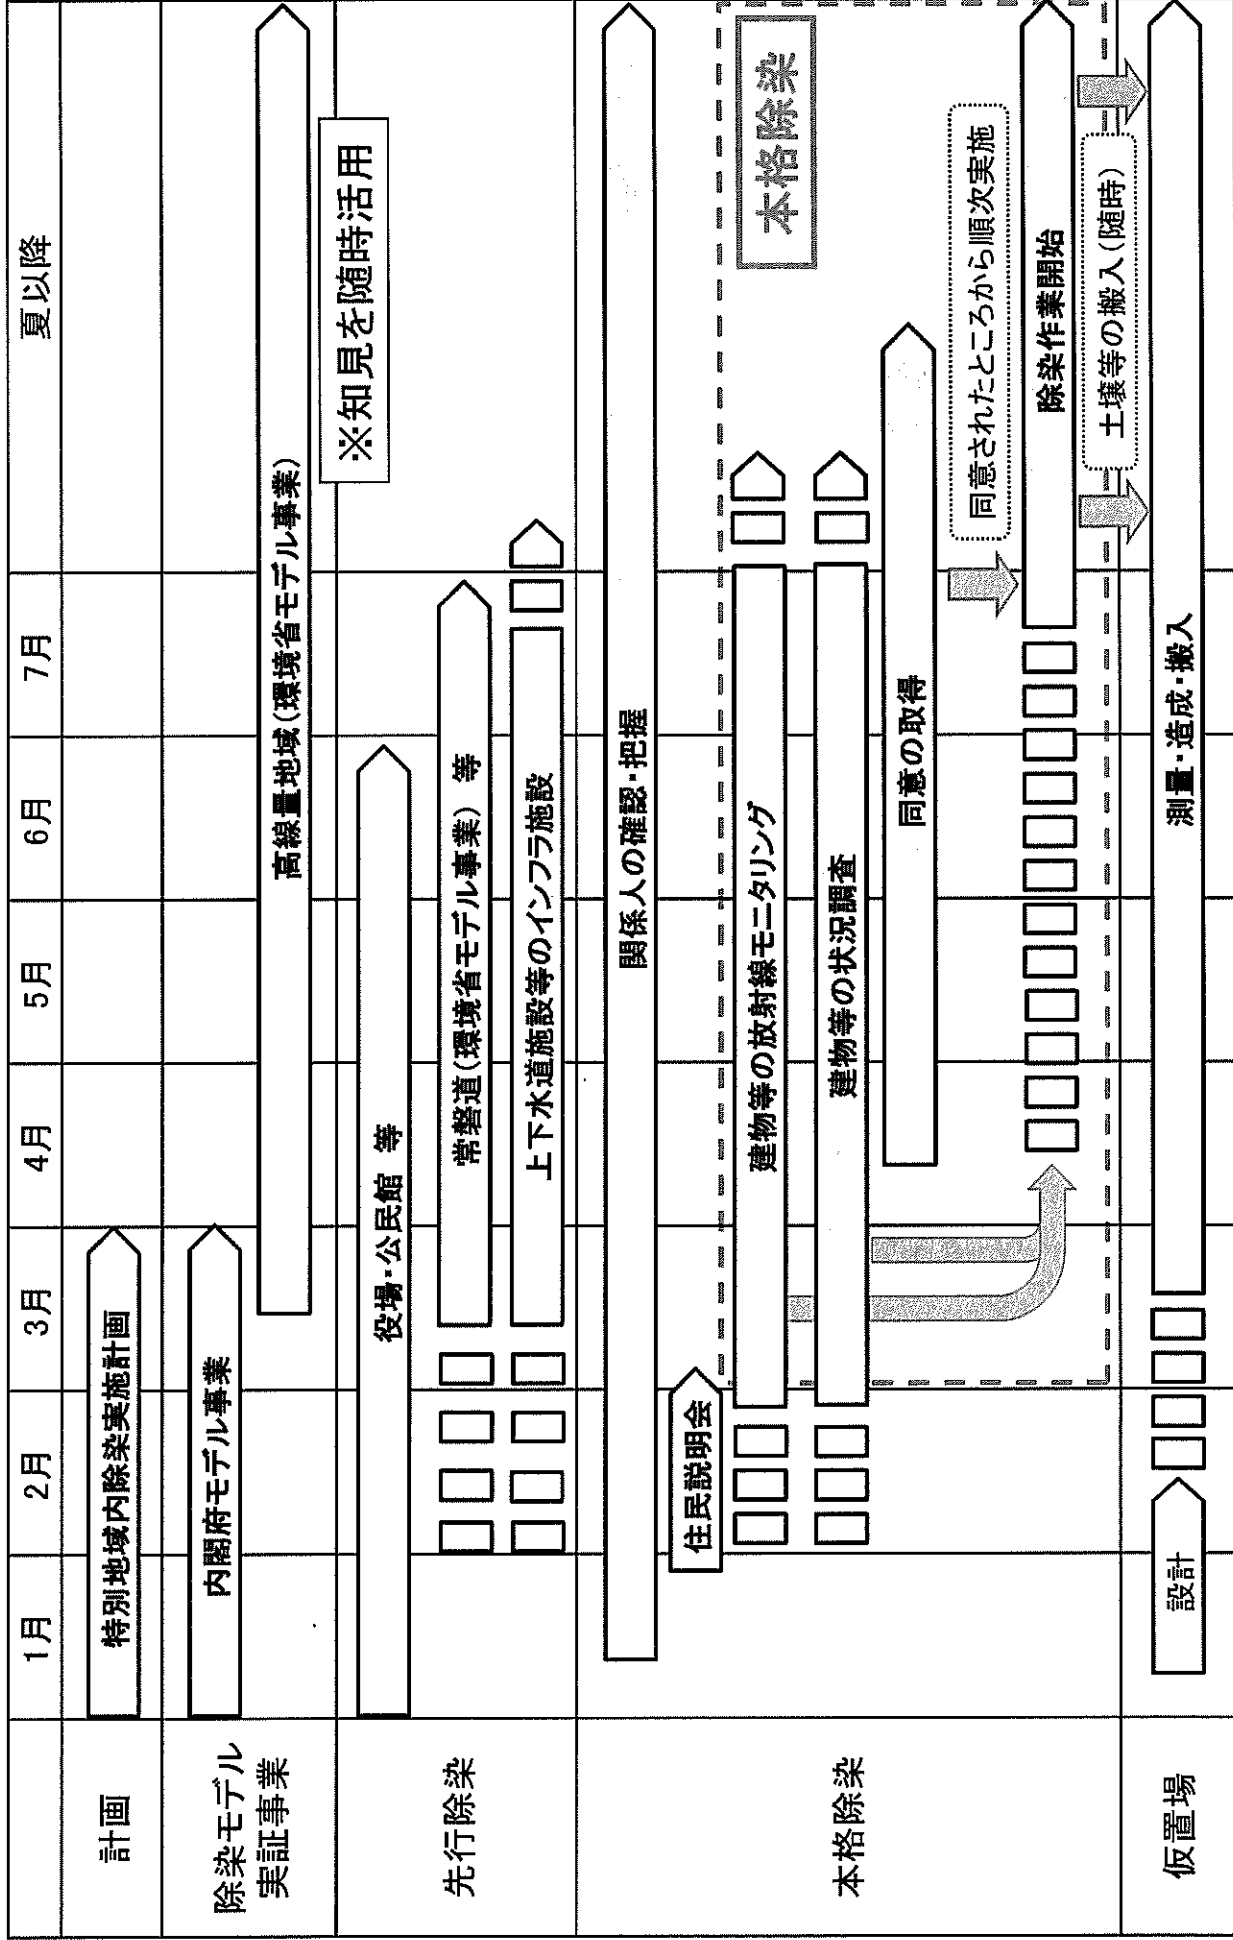 1月
2月
3月
4月
5月
6月
7月
夏以降
計画
特別地域内除染実施計画
除染モデル
実証事業
内閣府モデル事業
高線量地域(環境省モデル事業)
※知見を随時活用
先行除染
役場・公民館 等
常磐道(環境省モデル事業) 等
上下水道施設等のインフラ施設
本格除染
関係人の確認・把握
住民説明会
本格除染
建物等の放射線モニタリング
建物等の状況調査
同意の取得
同意されたところから順次実施
除染作業開始
土壌等の搬入(随時)
仮置場
設計
測量・造成・搬入